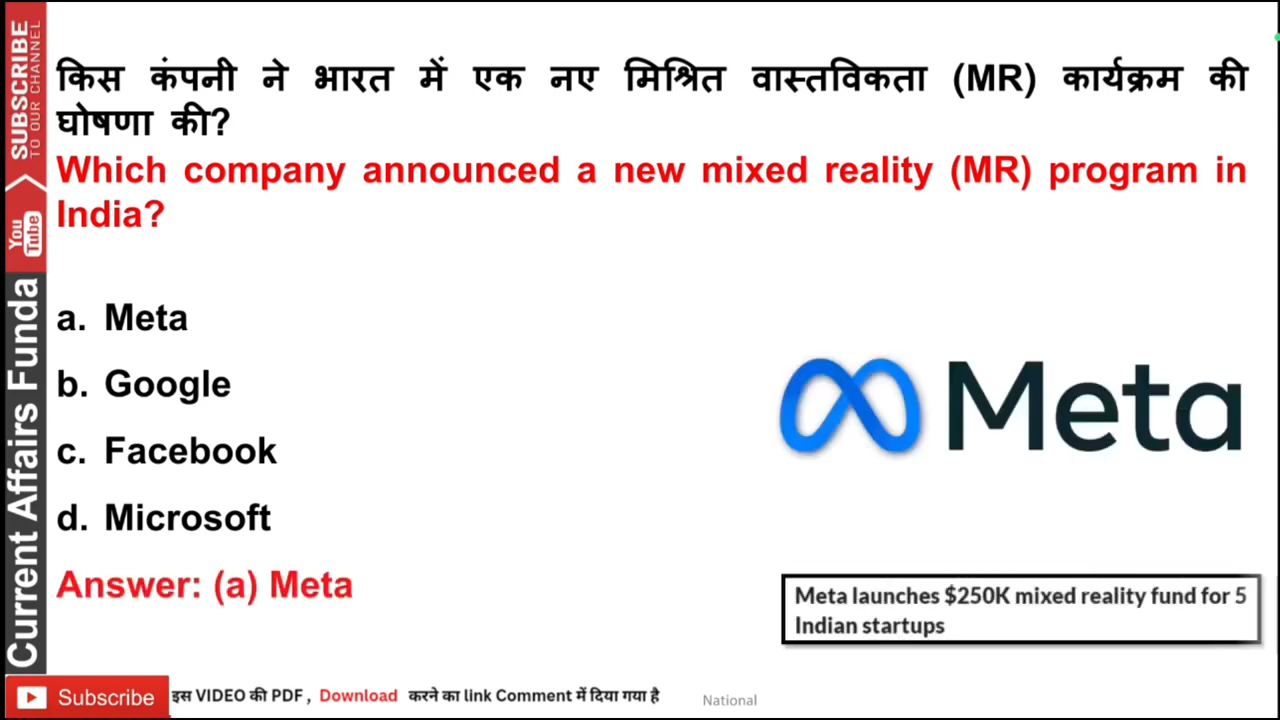 किस कंपनी ने भारत में एक नए मिश्रित वास्तविकता (MR) कार्यक्रम की
घोषणा की?
Which company announced a new mixed reality (MR) program in
India?
a. Meta
b. Google
c. Facebook
d. Microsoft
Answer: (a) Meta
Meta
Meta launches $250K mixed reality fund for 5
Indian startups
SUBSCRIBE
TO OUR CHANNEL
You
Tube
Current Affairs Funda
Subscribe
इस VIDEO की PDF , Download करने का link Comment में दिया गया है
National